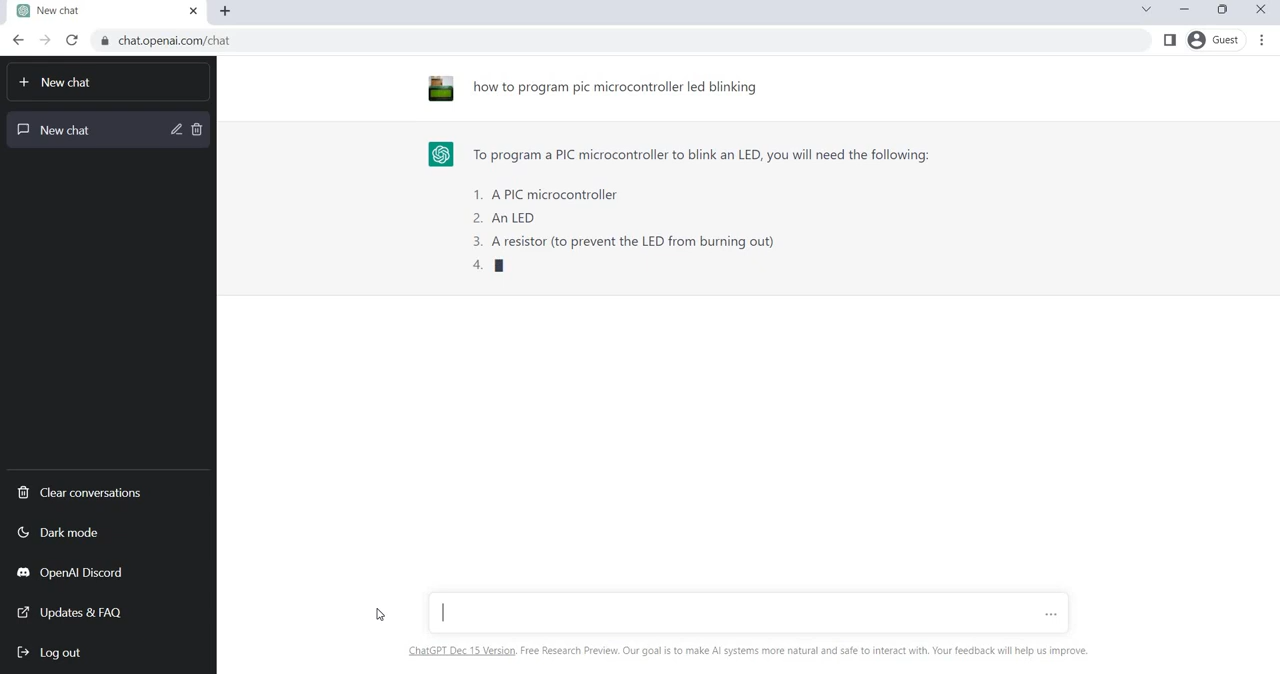 New chat
chat.openai.com/chat
Guest
New chat
New chat
how to program pic microcontroller led blinking
To program a PIC microcontroller to blink an LED, you will need the following:
1. A PIC microcontroller
2. An LED
3. A resistor (to prevent the LED from burning out)
4.
Clear conversations
Dark mode
OpenAI Discord
Updates & FAQ
Log out
ChatGPT Dec 15 Version. Free Research Preview. Our goal is to make AI systems more natural and safe to interact with. Your feedback will help us improve.